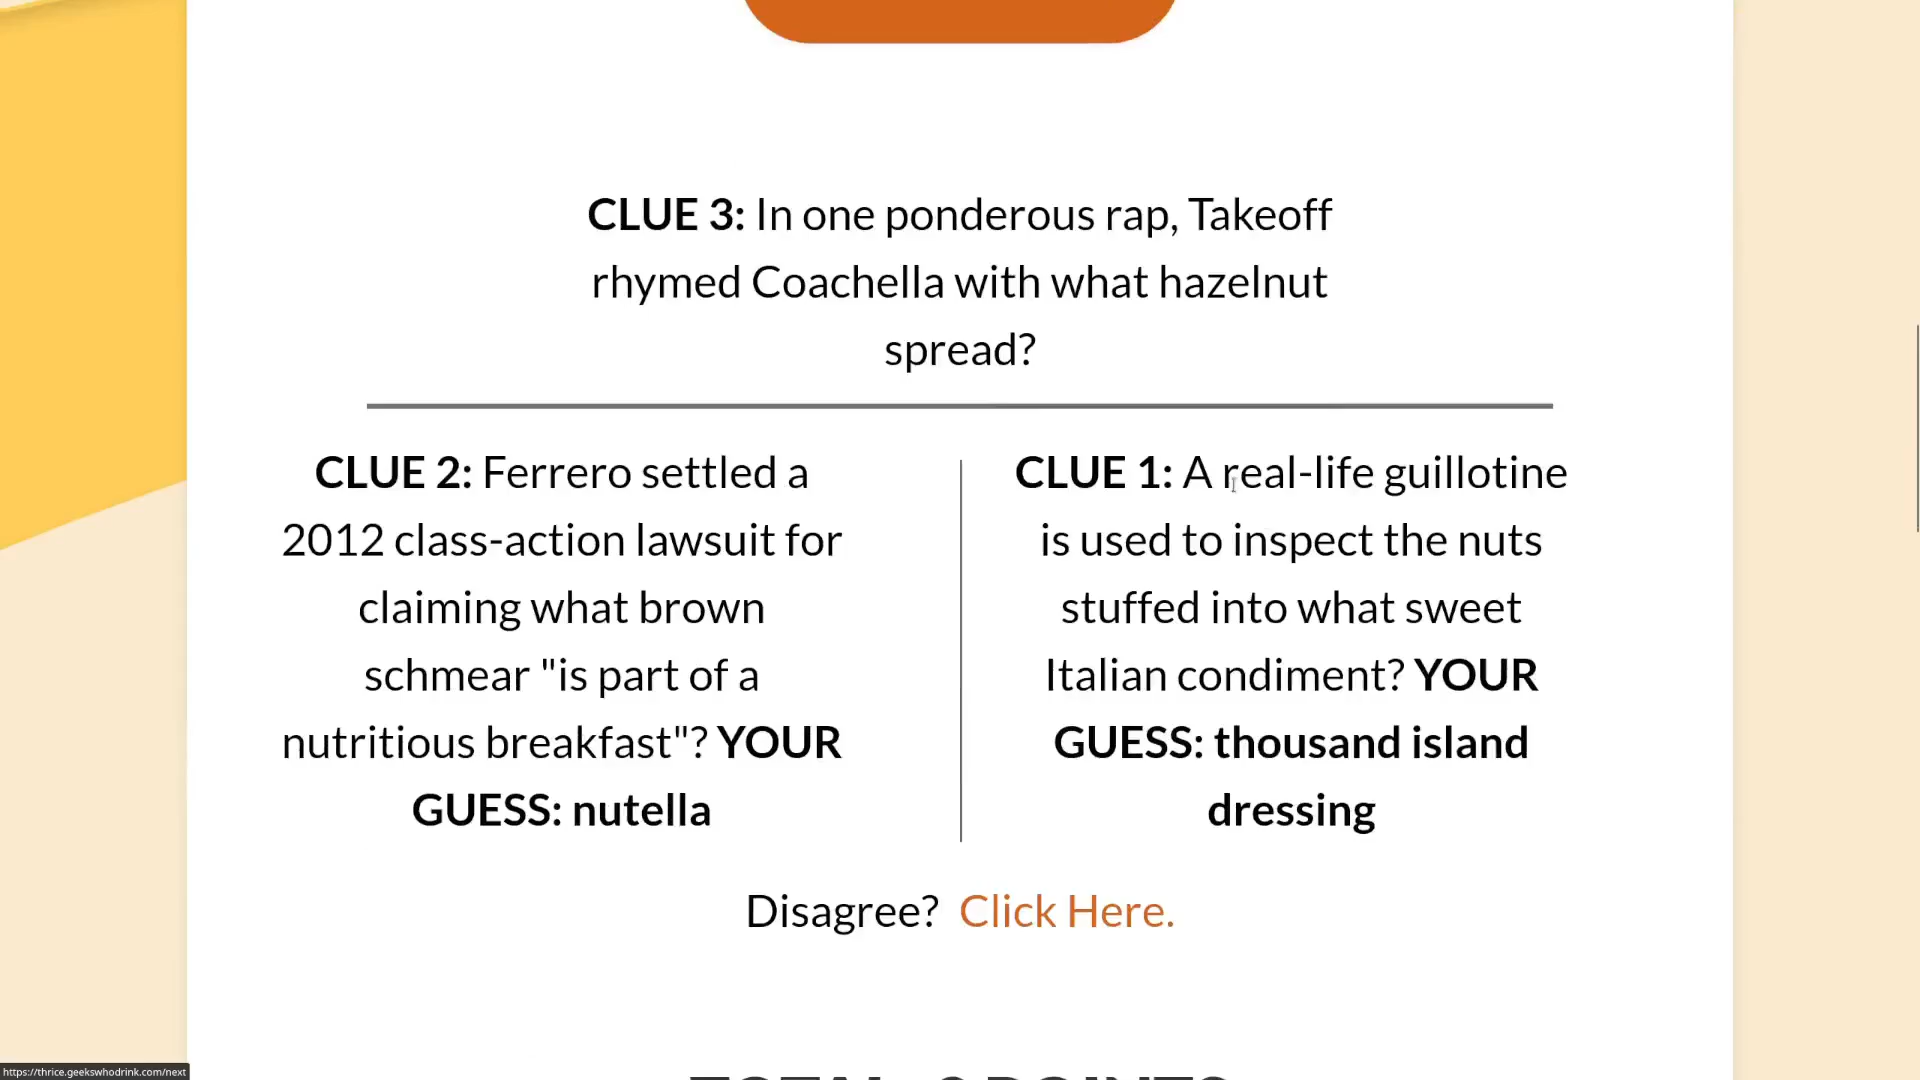 CLUE 3: In one ponderous rap, Takeoff
rhymed Coachella with what hazelnut
spread?
CLUE 2: Ferrero settled a
2012 class-action lawsuit for
claiming what brown
schmear "is part of a
nutritious breakfast"? YOUR
GUESS: nutella
CLUE 1: A real-life guillotine
is used to inspect the nuts
stuffed into what sweet
Italian condiment? YOUR
GUESS: thousand island
dressing
Disagree? Click Here.
https://thrice.geekswhodrink.com/next